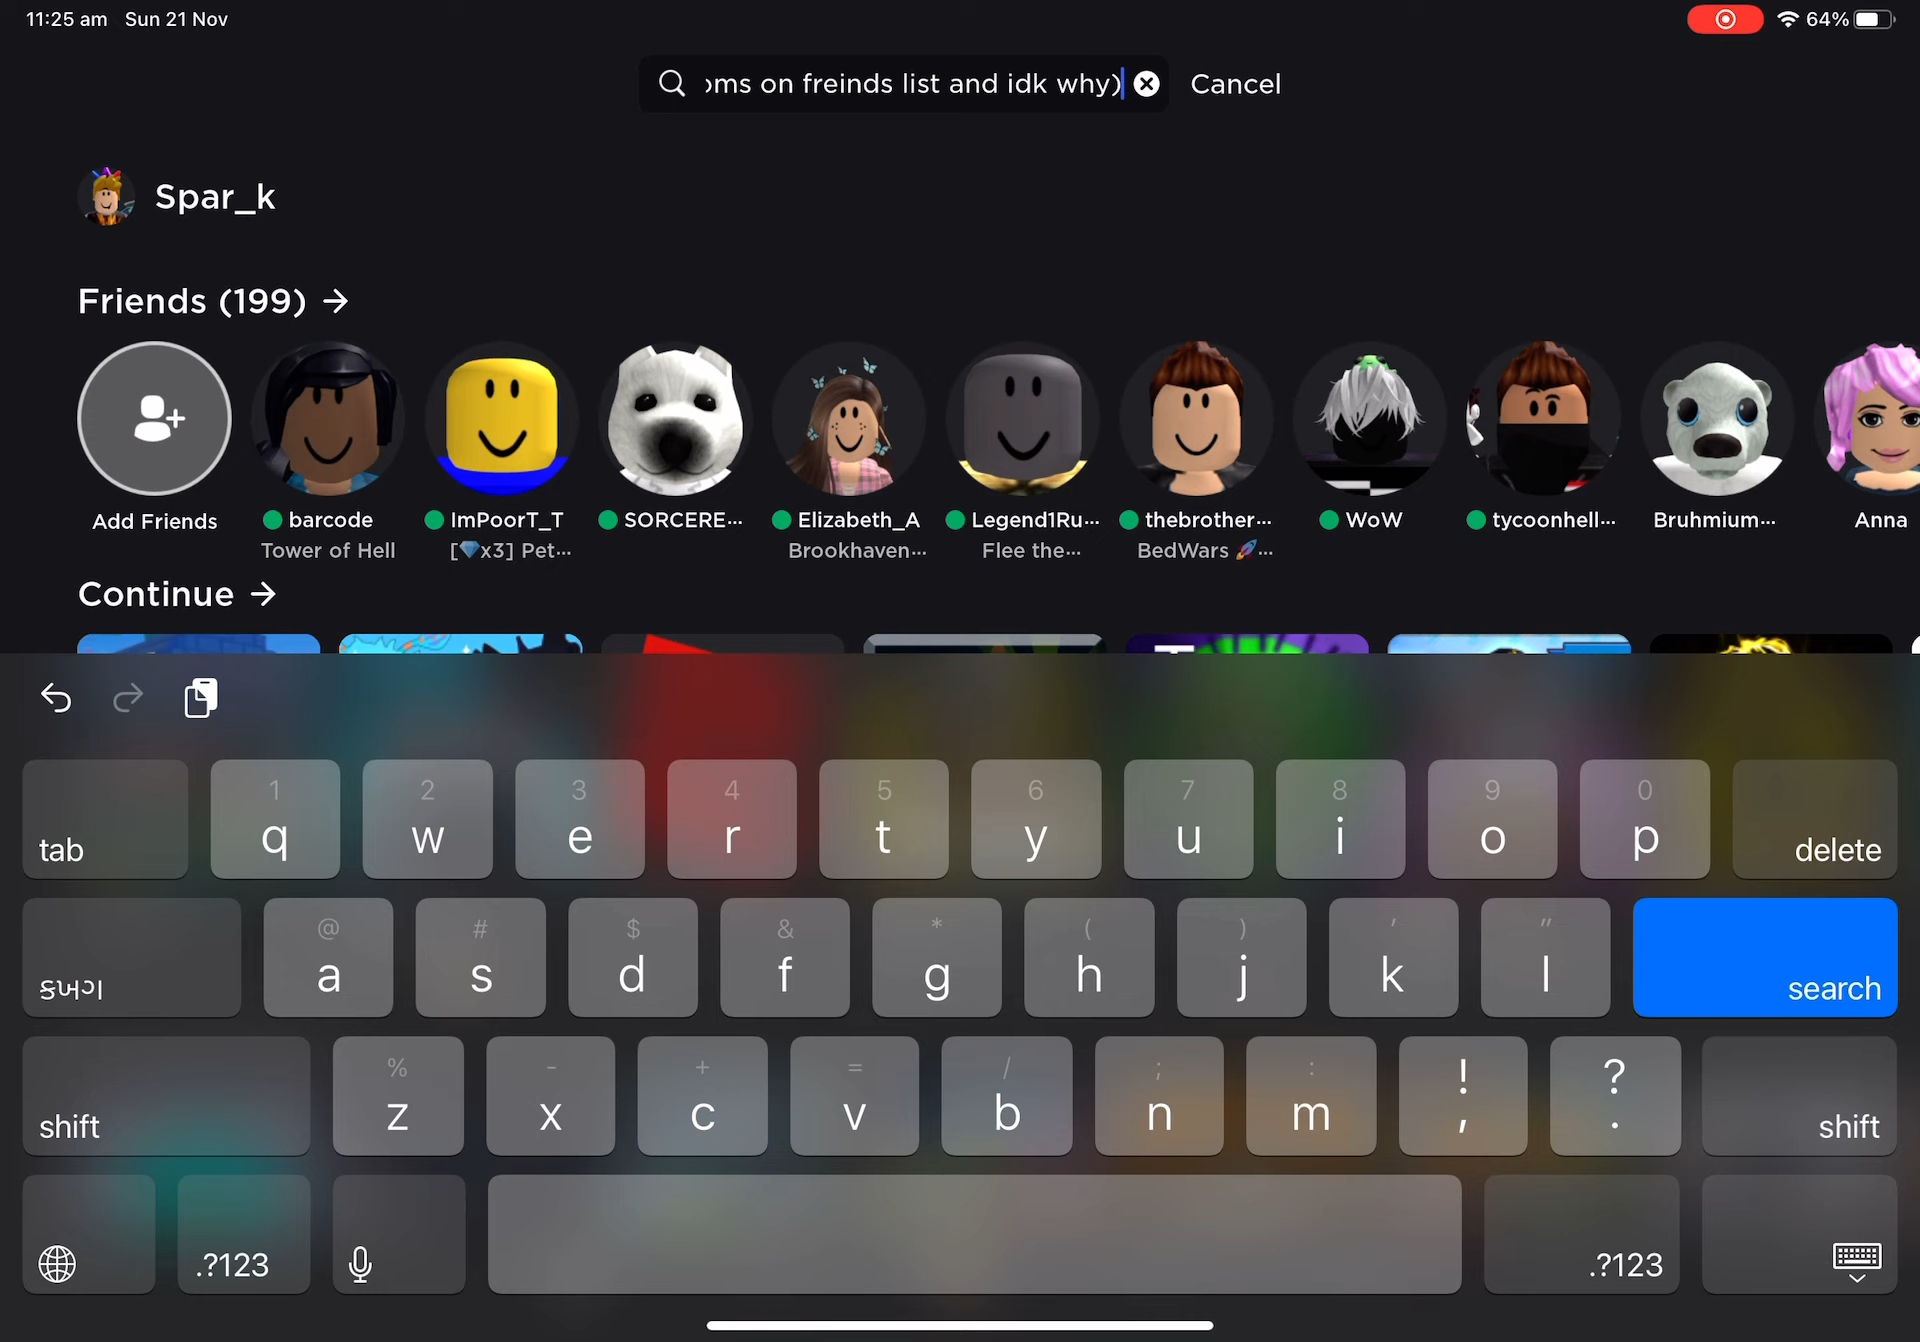 11:25 am Sun 21 Nov
64%
oms on freinds list and idk why)
Cancel
Spar_k
Friends (199) →
Add Friends
barcode
Tower of Hell
ImPoorT_T
[💎x3] Pet...
SORCERE...
Elizabeth_A
Brookhaven...
Legend1Ru...
Flee the...
thebrother...
BedWars 🚀...
WoW
tycoonhell...
Bruhmium...
Anna
Continue →
tab
1 2 3 4 5 6 7 8 9 0
q w e r t y u i o p
delete
@ # $ & * ( ) ' "
કખગ
a s d f g h j k l
search
% - + = / ; : ! ?
shift
z x c v b n m , .
shift
.?123
.?123